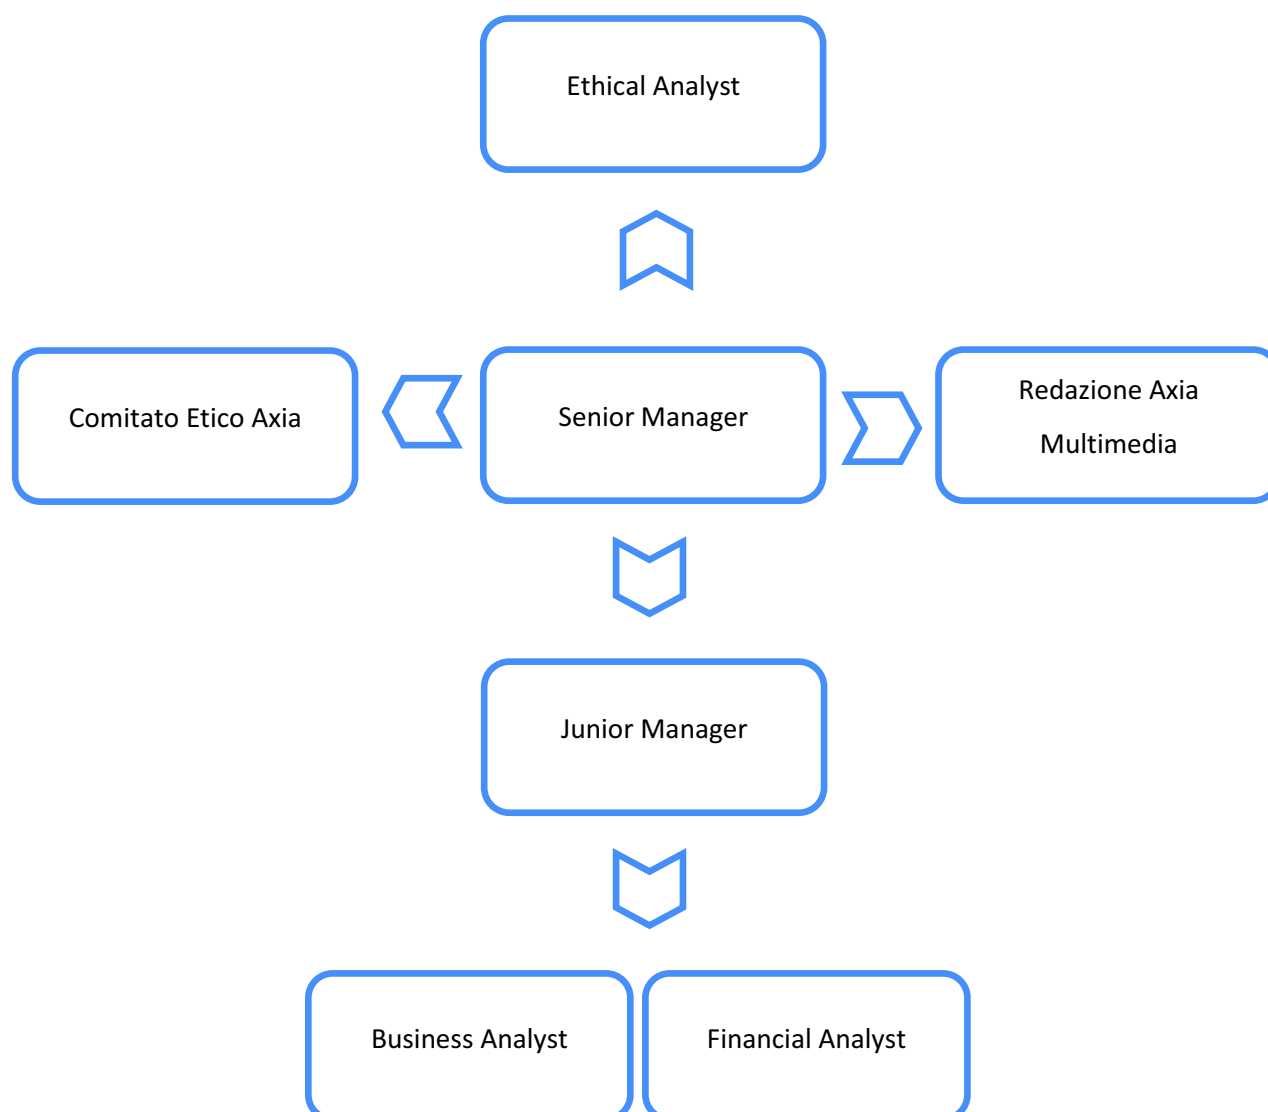 Ethical Analyst
Comitato Etico Axia
Senior Manager
Redazione Axia
Multimedia
Junior Manager
Business Analyst
Financial Analyst